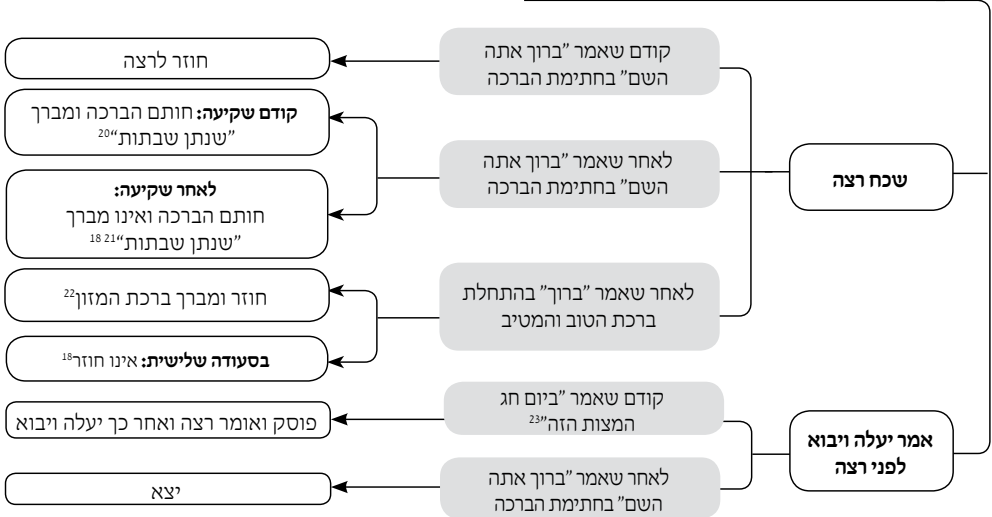 שכח רצה
קודם שאמר "ברוך אתה
השם" בחתימת הברכה
חוזר לרצה
לאחר שאמר "ברוך אתה
השם" בחתימת הברכה
קודם שקיעה: חותם הברכה ומברך
"שנתן שבתות"20
לאחר שקיעה:
חותם הברכה ואינו מברך
"שנתן שבתות"21 18
לאחר שאמר "ברוך" בהתחלת
ברכת הטוב והמטיב
חוזר ומברך ברכת המזון22
בסעודה שלישית: אינו חוזר18
אמר יעלה ויבוא
לפני רצה
קודם שאמר "ביום חג
המצות הזה"23
פוסק ואומר רצה ואחר כך יעלה ויבוא
לאחר שאמר "ברוך אתה
השם" בחתימת הברכה
יצא